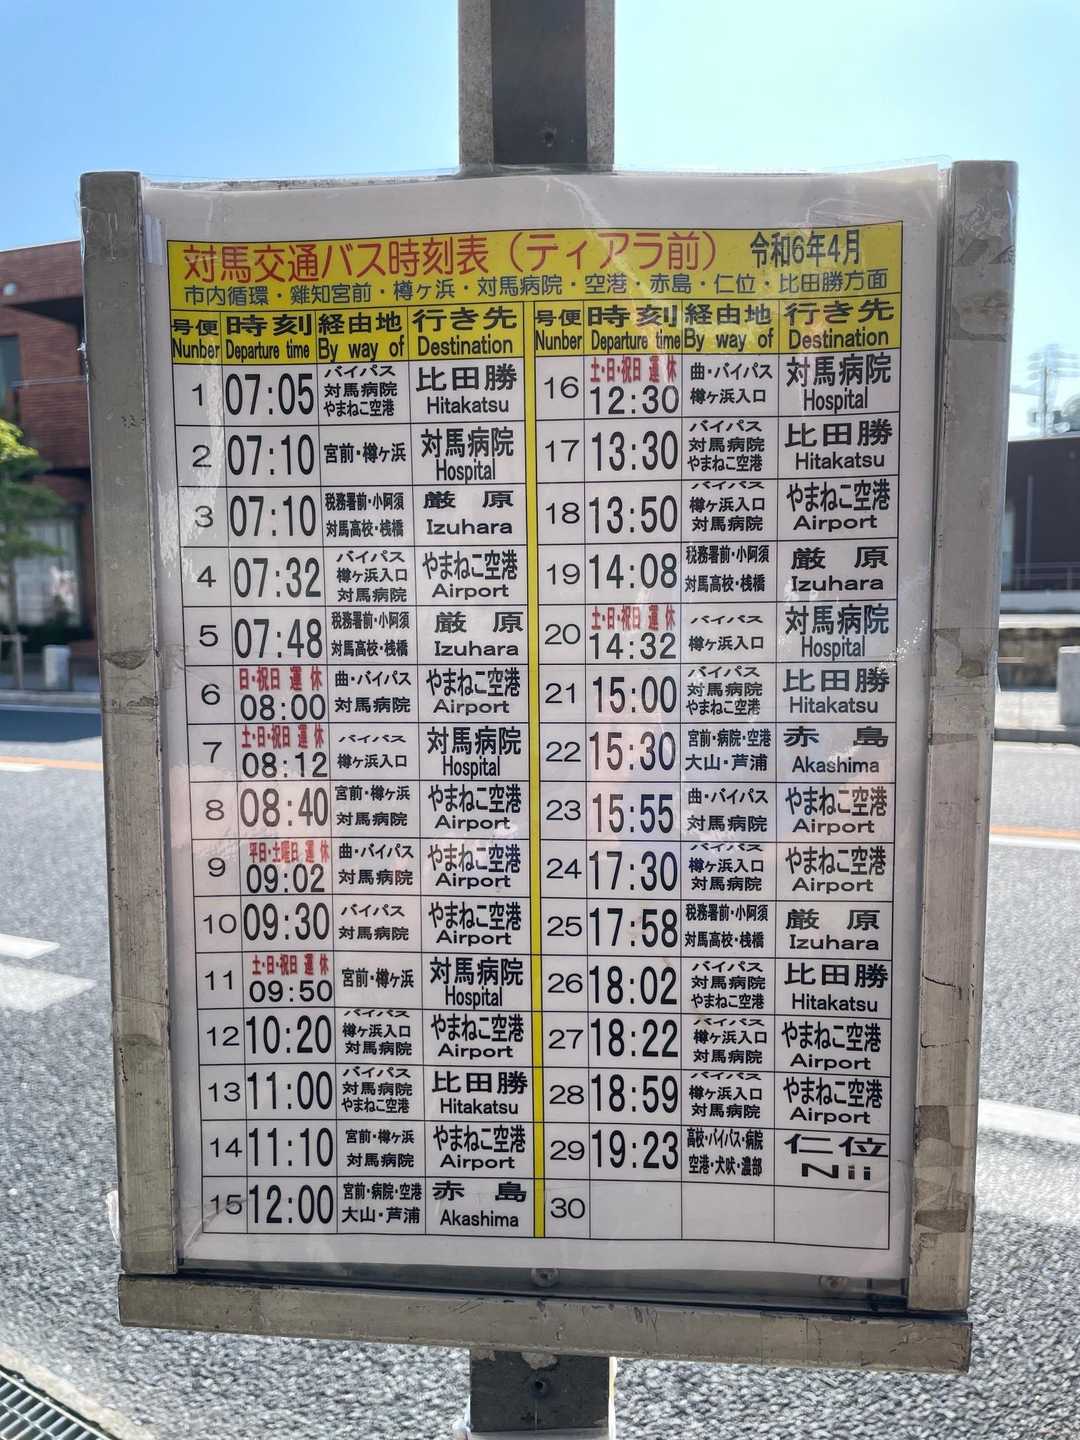 対馬交通バス時刻表（ティアラ前） 令和6年4月
市内循環・雞知宮前・樽ヶ浜・対馬病院・空港・赤島・仁位・比田勝方面
号便 時刻 経由地 行き先
Nunber Departure time By way of Destination
1 07:05 バイパス 対馬病院 やまねこ空港 比田勝 Hitakatsu
2 07:10 宮前・樽ヶ浜 対馬病院 Hospital
3 07:10 税務署前・小阿須 対馬高校・桟橋 厳原 Izuhara
4 07:32 バイパス 樽ヶ浜入口 対馬病院 やまねこ空港 Airport
5 07:48 税務署前・小阿須 対馬高校・桟橋 厳原 Izuhara
6 日・祝日 運休 08:00 曲・バイパス 対馬病院 やまねこ空港 Airport
7 土・日・祝日 運休 08:12 バイパス 樽ヶ浜入口 対馬病院 Hospital
8 08:40 宮前・樽ヶ浜 対馬病院 やまねこ空港 Airport
9 平日・土曜日 運休 09:02 曲・バイパス 対馬病院 やまねこ空港 Airport
10 09:30 バイパス 対馬病院 やまねこ空港 Airport
11 土・日・祝日 運休 09:50 宮前・樽ヶ浜 対馬病院 Hospital
12 10:20 バイパス 樽ヶ浜入口 対馬病院 やまねこ空港 Airport
13 11:00 バイパス 対馬病院 やまねこ空港 比田勝 Hitakatsu
14 11:10 宮前・樽ヶ浜 対馬病院 やまねこ空港 Airport
15 12:00 宮前・病院・空港 大山・芦浦 赤島 Akashima
号便 時刻 経由地 行き先
Nunber Departure time By way of Destination
16 土・日・祝日 運休 12:30 曲・バイパス 樽ヶ浜入口 対馬病院 Hospital
17 13:30 バイパス 対馬病院 やまねこ空港 比田勝 Hitakatsu
18 13:50 バイパス 樽ヶ浜入口 対馬病院 やまねこ空港 Airport
19 14:08 税務署前・小阿須 対馬高校・桟橋 厳原 Izuhara
20 土・日・祝日 運休 14:32 バイパス 樽ヶ浜入口 対馬病院 Hospital
21 15:00 バイパス 対馬病院 やまねこ空港 比田勝 Hitakatsu
22 15:30 宮前・病院・空港 大山・芦浦 赤島 Akashima
23 15:55 曲・バイパス 対馬病院 やまねこ空港 Airport
24 17:30 バイパス 樽ヶ浜入口 対馬病院 やまねこ空港 Airport
25 17:58 税務署前・小阿須 対馬高校・桟橋 厳原 Izuhara
26 18:02 バイパス 対馬病院 やまねこ空港 比田勝 Hitakatsu
27 18:22 バイパス 樽ヶ浜入口 対馬病院 やまねこ空港 Airport
28 18:59 バイパス 樽ヶ浜入口 対馬病院 やまねこ空港 Airport
29 19:23 高校・バイパス・病院 空港・犬吠・濃部 仁位 Nii
30